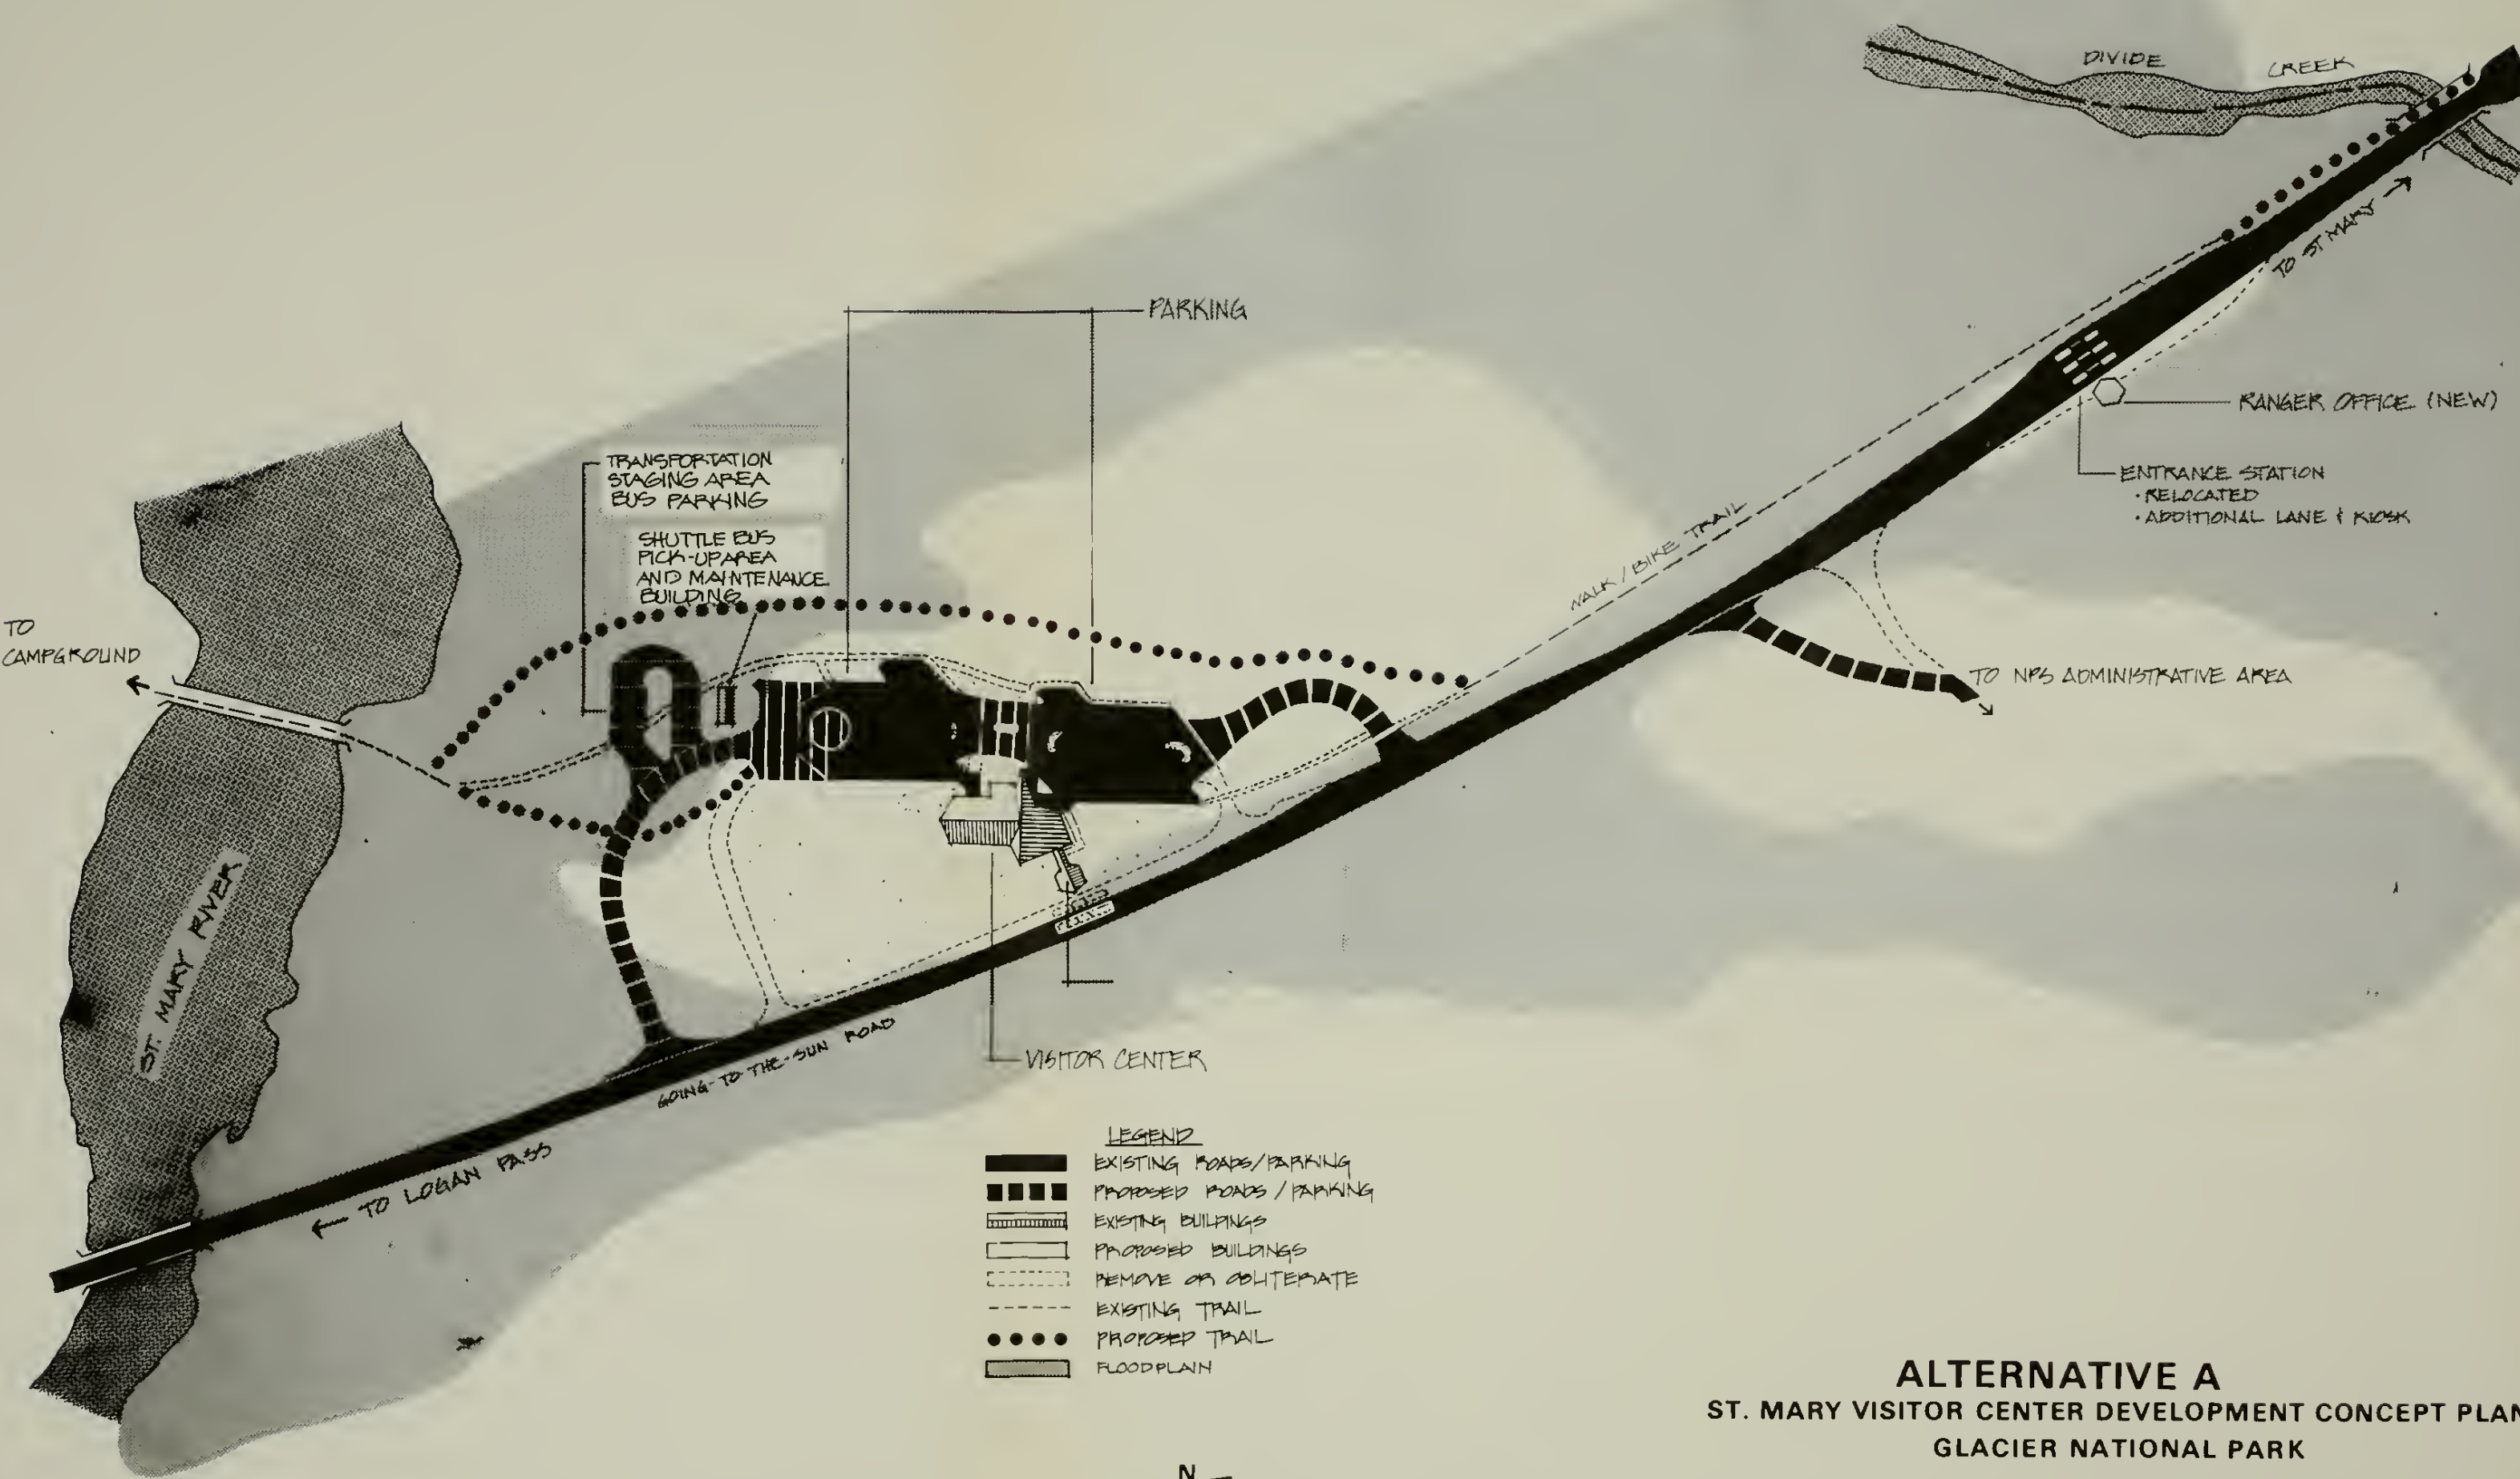 DIVIDE CREEK
TO ST MARY
PARKING
RANGER OFFICE (NEW)
ENTRANCE STATION
· RELOCATED
· ADDITIONAL LANE & KIOSK
TRANSPORTATION
STAGING AREA
BUS PARKING
SHUTTLE BUS
PICK-UP AREA
AND MAINTENANCE
BUILDING
WALK / BIKE TRAIL
TO
CAMPGROUND
TO NPS ADMINISTRATIVE AREA
ST. MARY RIVER
GOING-TO-THE-SUN ROAD
VISITOR CENTER
TO LOGAN PASS
LEGEND
EXISTING ROADS/PARKING
PROPOSED ROADS/PARKING
EXISTING BUILDINGS
PROPOSED BUILDINGS
REMOVE OR OBLITERATE
EXISTING TRAIL
PROPOSED TRAIL
FLOODPLAIN
ALTERNATIVE A
ST. MARY VISITOR CENTER DEVELOPMENT CONCEPT PLAN
GLACIER NATIONAL PARK
N